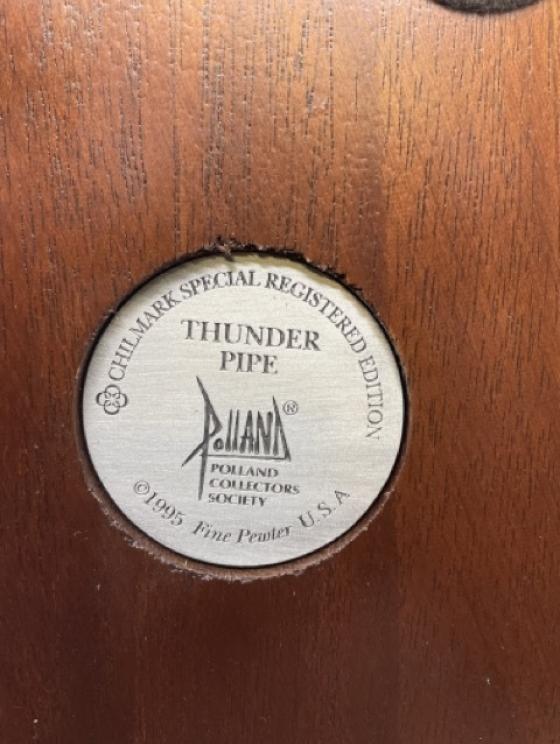 CHILMARK SPECIAL REGISTERED EDITION
THUNDER
PIPE
POLLAND®
POLLAND
COLLECTORS
SOCIETY
©1995 Fine Pewter U.S.A